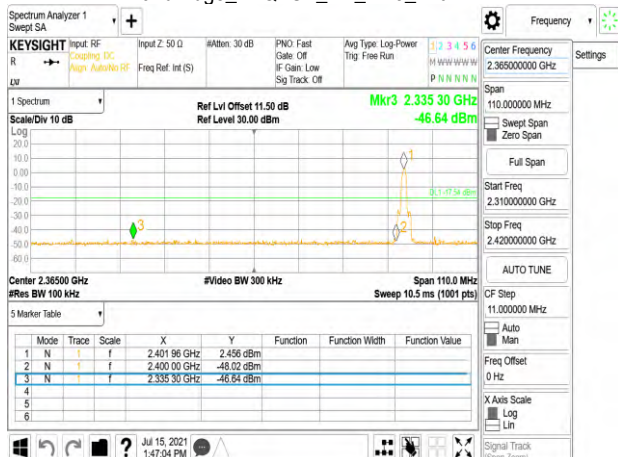 Spectrum Analyzer 1
Swept SA
Frequency
KEYSIGHT
Input: RF
Coupling: DC
Align: Auto/No RF
Input Z: 50 Ω
Freq Ref: Int (S)
#Atten: 30 dB
PNO: Fast
Gate: Off
IF Gain: Low
Sig Track: Off
Avg Type: Log-Power
Trig: Free Run
1 2 3 4 5 6
M W W W W W
P N N N N N
R
LXI
Center Frequency
2.365000000 GHz
Settings
Span
110.000000 MHz
Swept Span
Zero Span
Full Span
Start Freq
2.310000000 GHz
Stop Freq
2.420000000 GHz
AUTO TUNE
CF Step
11.000000 MHz
Auto
Man
Freq Offset
0 Hz
X Axis Scale
Log
Lin
Signal Track
1 Spectrum
Scale/Div 10 dB
Ref Lvl Offset 11.50 dB
Ref Level 30.00 dBm
Mkr3 2.335 30 GHz
-46.64 dBm
Log
20.0
10.0
0.00
-10.0
-20.0
-30.0
-40.0
-50.0
-60.0
1
DL1 -17.54 dBm
2
3
Center 2.36500 GHz
#Video BW 300 kHz
Span 110.0 MHz
#Res BW 100 kHz
Sweep 10.5 ms (1001 pts)
5 Marker Table
Mode Trace Scale X Y Function Function Width Function Value
1 N 1 f 2.401 96 GHz 2.456 dBm
2 N 1 f 2.400 00 GHz -48.02 dBm
3 N 1 f 2.335 30 GHz -46.64 dBm
4
5
6
Jul 15, 2021
1:47:04 PM